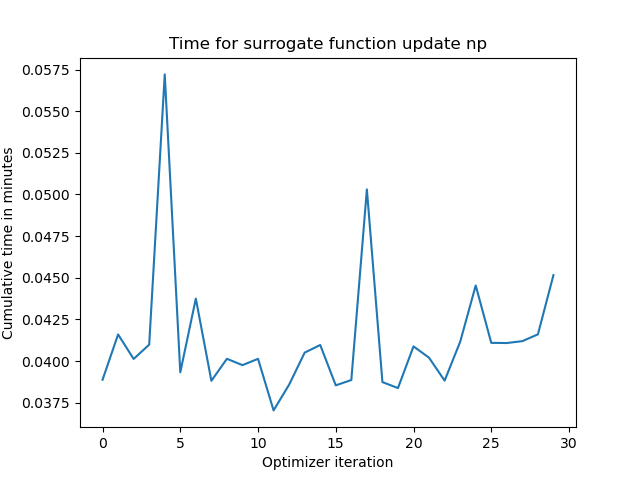 Time for surrogate function update np
Cumulative time in minutes
0.0575
0.0550
0.0525
0.0500
0.0475
0.0450
0.0425
0.0400
0.0375
0 5 10 15 20 25 30
Optimizer iteration